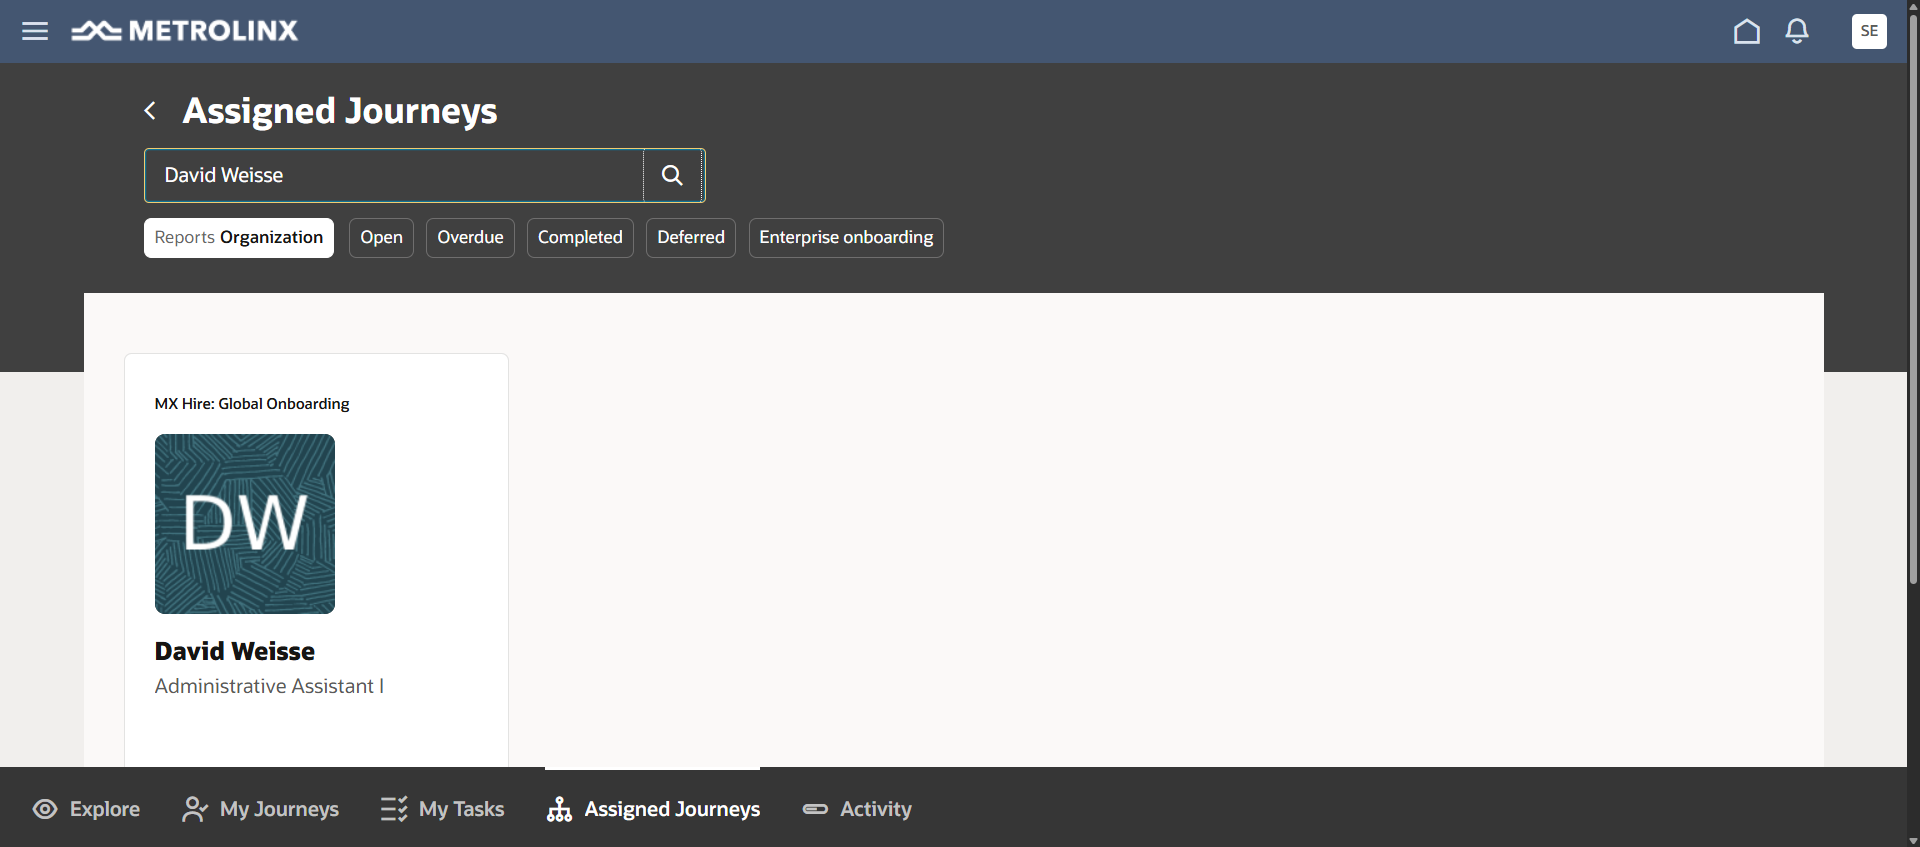 METROLINX
SE
Assigned Journeys
David Weisse
Reports Organization
Open
Overdue
Completed
Deferred
Enterprise onboarding
MX Hire: Global Onboarding
DW
David Weisse
Administrative Assistant I
Explore
My Journeys
My Tasks
Assigned Journeys
Activity